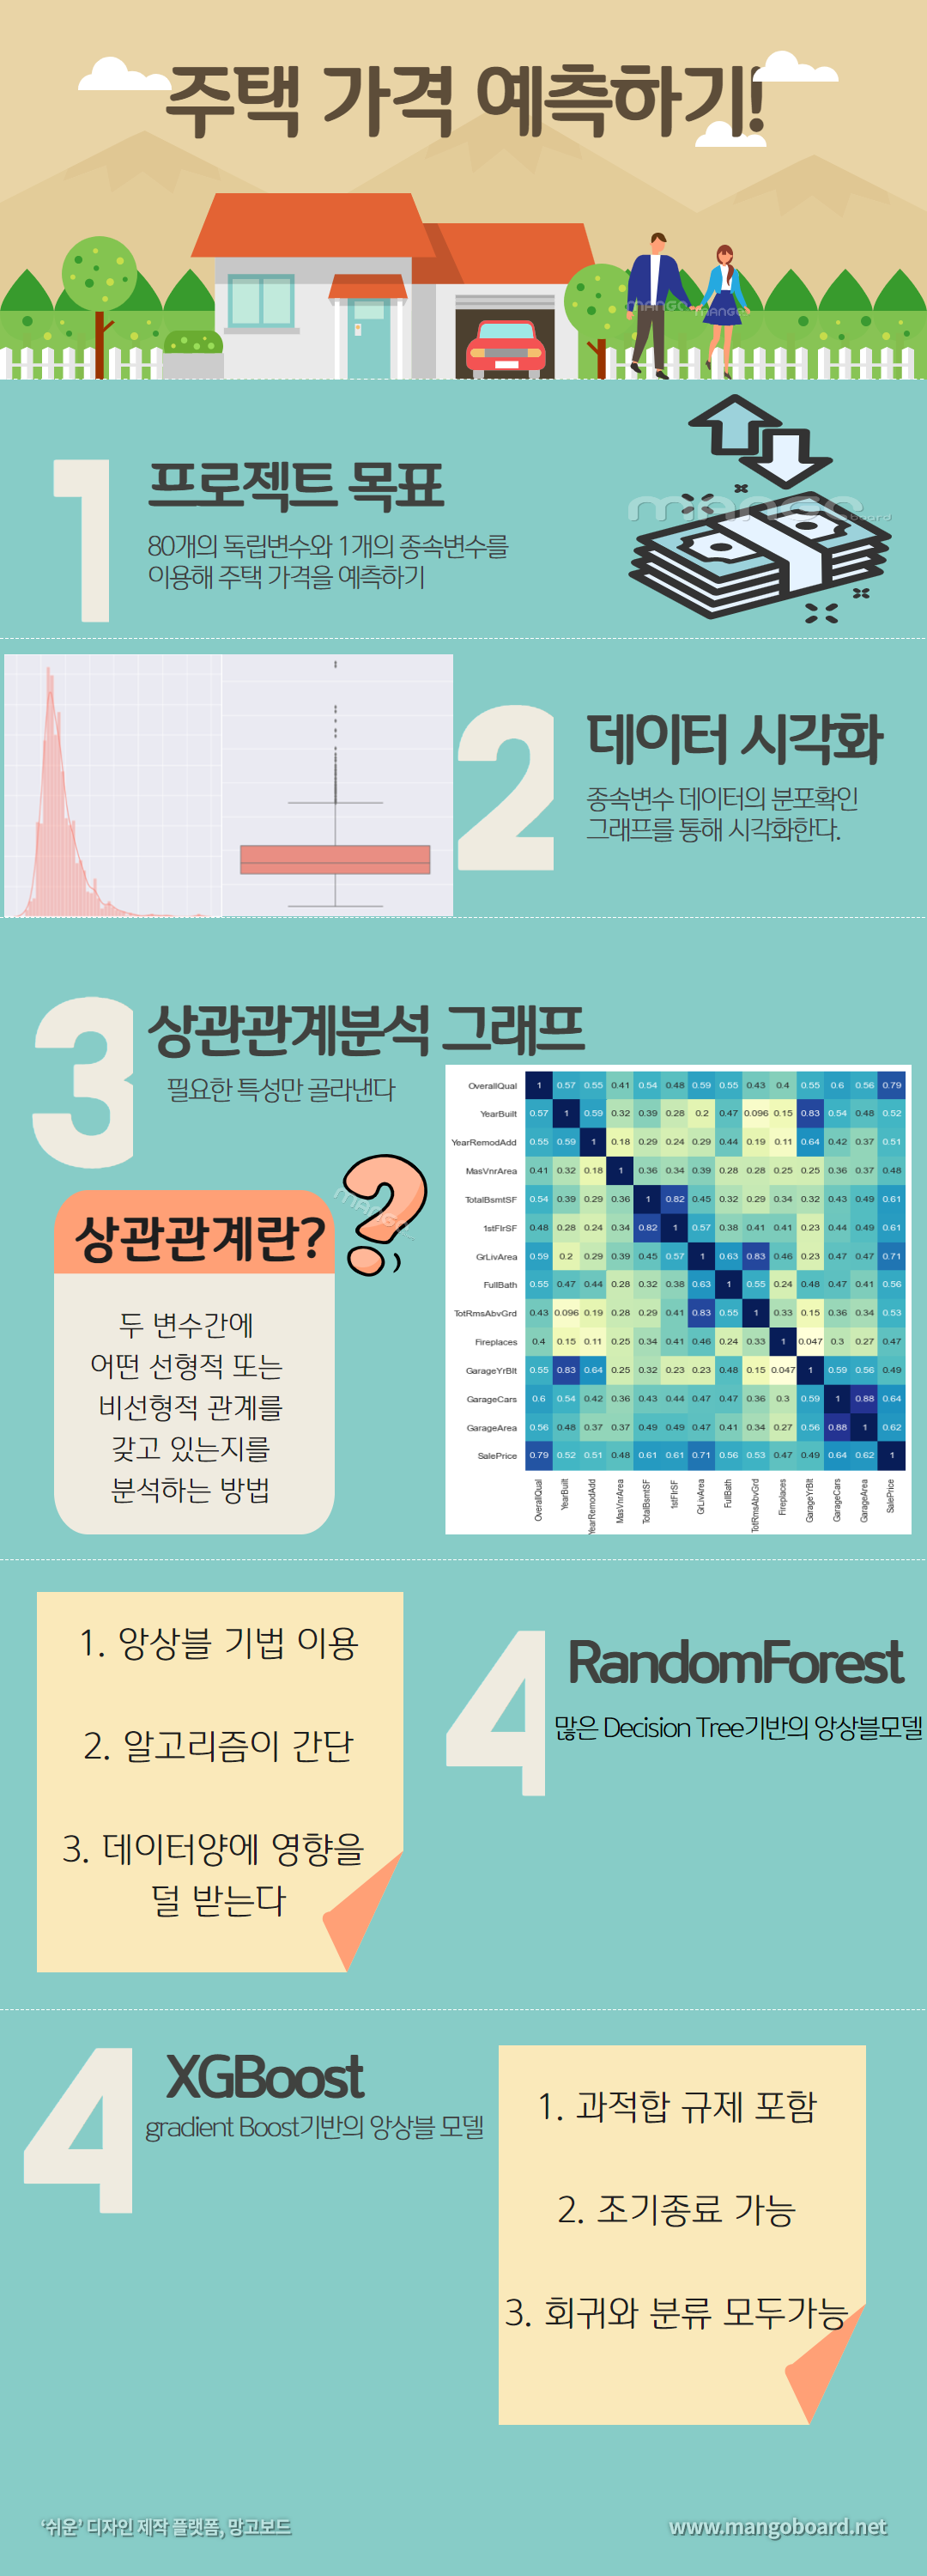 주택 가격 예측하기!
mango
mango
1
프로젝트 목표
80개의 독립변수와 1개의 종속변수를
이용해 주택 가격을 예측하기
mango board
2
데이터 시각화
종속변수 데이터의 분포확인
그래프를 통해 시각화한다.
3
상관관계분석 그래프
필요한 특성만 골라낸다
상관관계란?
mango
두 변수간에
어떤 선형적 또는
비선형적 관계를
갖고 있는지를
분석하는 방법
OverallQual 1 0.57 0.55 0.41 0.54 0.48 0.59 0.55 0.43 0.4 0.55 0.6 0.56 0.79
YearBuilt 0.57 1 0.59 0.32 0.39 0.28 0.2 0.47 0.096 0.15 0.83 0.54 0.48 0.52
YearRemodAdd 0.55 0.59 1 0.18 0.29 0.24 0.29 0.44 0.19 0.11 0.64 0.42 0.37 0.51
MasVnrArea 0.41 0.32 0.18 1 0.36 0.34 0.39 0.28 0.28 0.25 0.25 0.36 0.37 0.48
TotalBsmtSF 0.54 0.39 0.29 0.36 1 0.82 0.45 0.32 0.29 0.34 0.32 0.43 0.49 0.61
1stFlrSF 0.48 0.28 0.24 0.34 0.82 1 0.57 0.38 0.41 0.41 0.23 0.44 0.49 0.61
GrLivArea 0.59 0.2 0.29 0.39 0.45 0.57 1 0.63 0.83 0.46 0.23 0.47 0.47 0.71
FullBath 0.55 0.47 0.44 0.28 0.32 0.38 0.63 1 0.55 0.24 0.48 0.47 0.41 0.56
TotRmsAbvGrd 0.43 0.096 0.19 0.28 0.29 0.41 0.83 0.55 1 0.33 0.15 0.36 0.34 0.53
Fireplaces 0.4 0.15 0.11 0.25 0.34 0.41 0.46 0.24 0.33 1 0.047 0.3 0.27 0.47
GarageYrBlt 0.55 0.83 0.64 0.25 0.32 0.23 0.23 0.48 0.15 0.047 1 0.59 0.56 0.49
GarageCars 0.6 0.54 0.42 0.36 0.43 0.44 0.47 0.47 0.36 0.3 0.59 1 0.88 0.64
GarageArea 0.56 0.48 0.37 0.37 0.49 0.49 0.47 0.41 0.34 0.27 0.56 0.88 1 0.62
SalePrice 0.79 0.52 0.51 0.48 0.61 0.61 0.71 0.56 0.53 0.47 0.49 0.64 0.62 1
OverallQual YearBuilt YearRemodAdd MasVnrArea TotalBsmtSF 1stFlrSF GrLivArea FullBath TotRmsAbvGrd Fireplaces GarageYrBlt GarageCars GarageArea SalePrice
1. 앙상블 기법 이용
2. 알고리즘이 간단
3. 데이터양에 영향을
덜 받는다
4
RandomForest
많은 Decision Tree기반의 앙상블모델
4
XGBoost
gradient Boost기반의 앙상블 모델
1. 과적합 규제 포함
2. 조기종료 가능
3. 회귀와 분류 모두가능
'쉬운' 디자인 제작 플랫폼, 망고보드
www.mangoboard.net